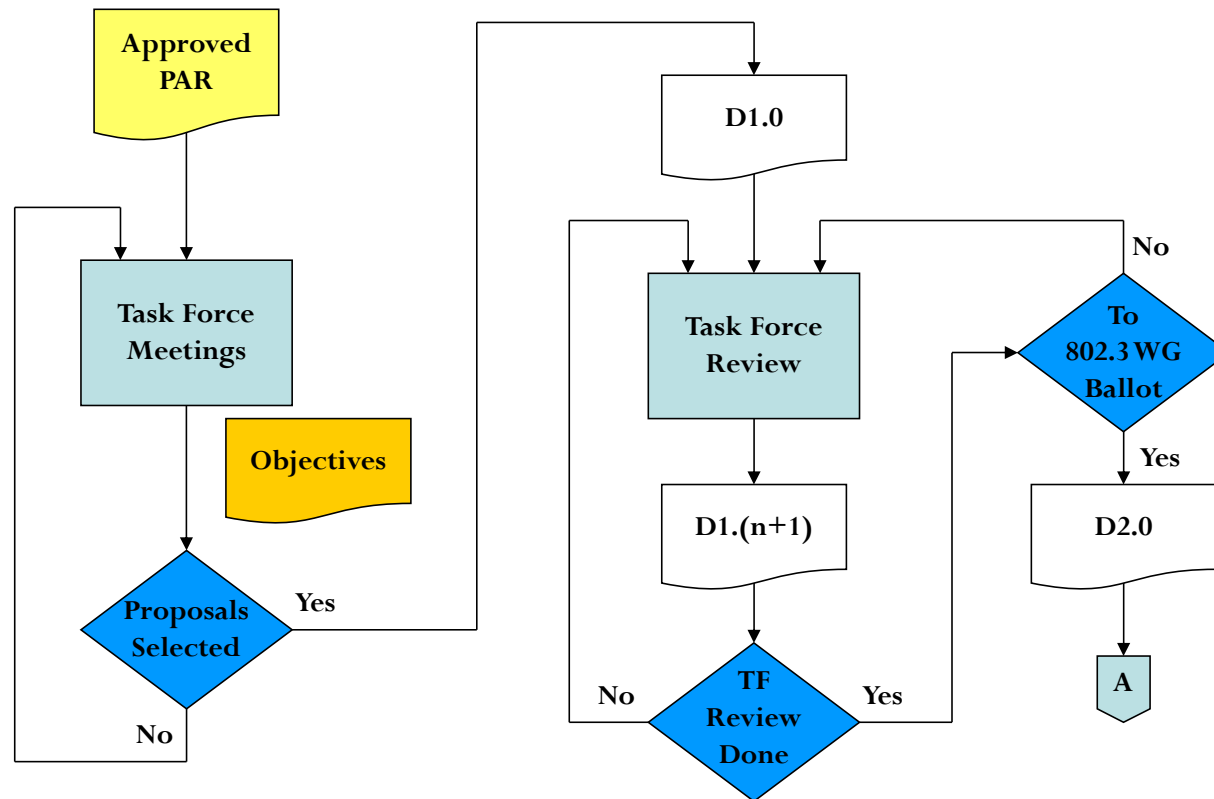 Approved
PAR
Task Force
Meetings
Objectives
Proposals
Selected
Yes
No
D1.0
Task Force
Review
D1.(n+1)
TF
Review
Done
No
Yes
To
802.3 WG
Ballot
No
Yes
D2.0
A